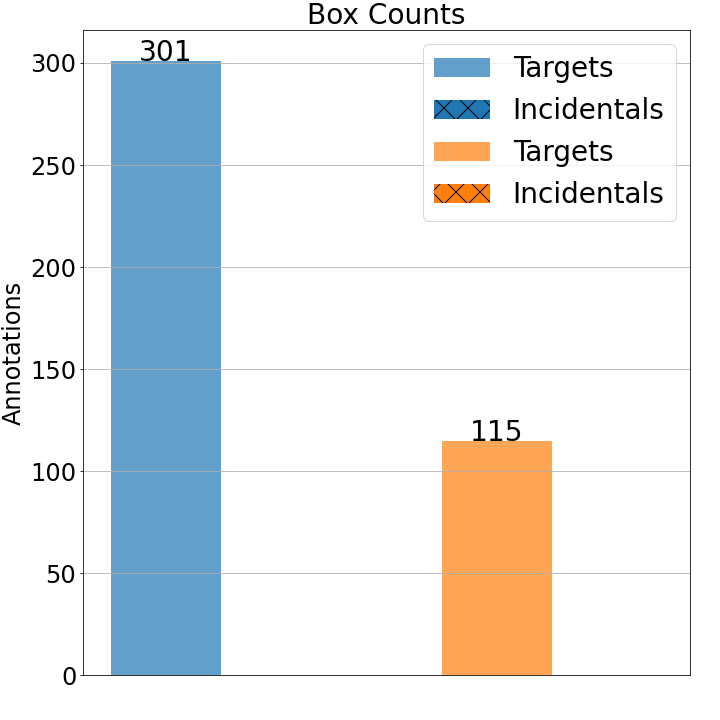 Box Counts
301
300
Targets
Incidentals
Targets
Incidentals
250
200
150
115
100
50
0
Annotations